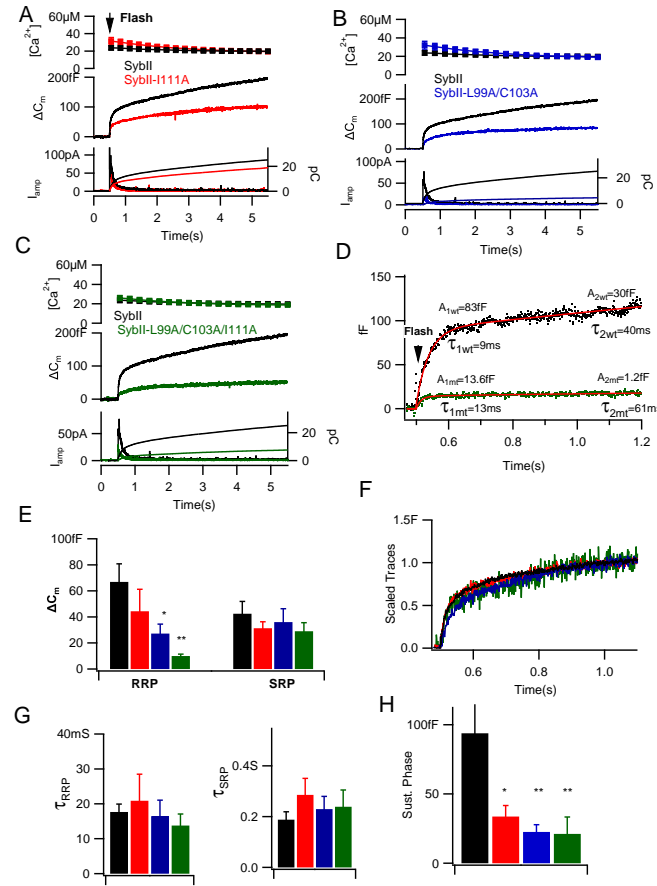 A
Flash
60µM
40
20
0
[Ca2+]
SybII
SybII-I111A
200fF
100
0
ΔCm
100pA
50
0
Iamp
20
0
pC
0 1 2 3 4 5
Time(s)
B
60µM
40
20
0
[Ca2+]
SybII
SybII-L99A/C103A
200fF
100
0
ΔCm
100pA
50
0
Iamp
20
0
pC
0 1 2 3 4 5
Time(s)
C
60µM
40
20
0
[Ca2+]
SybII
SybII-L99A/C103A/I111A
200fF
100
0
ΔCm
50pA
0
Iamp
20
0
pC
0 1 2 3 4 5
Time(s)
D
150
100
50
0
fF
Flash
A1wt=83fF
A2wt=30fF
τ1wt=9ms
τ2wt=40ms
A1mt=13.6fF
A2mt=1.2fF
τ1mt=13ms
τ2mt=61ms
0.6 0.8 1.0 1.2
Time(s)
E
100fF
80
60
40
20
0
ΔCm
*
**
RRP SRP
F
1.5F
1.0
0.5
0.0
Scaled Traces
0.6 0.8 1.0
Time(s)
G
40mS
30
20
10
0
τRRP
0.4S
0.2
0.0
τSRP
H
100fF
50
0
Sust. Phase
* ** **